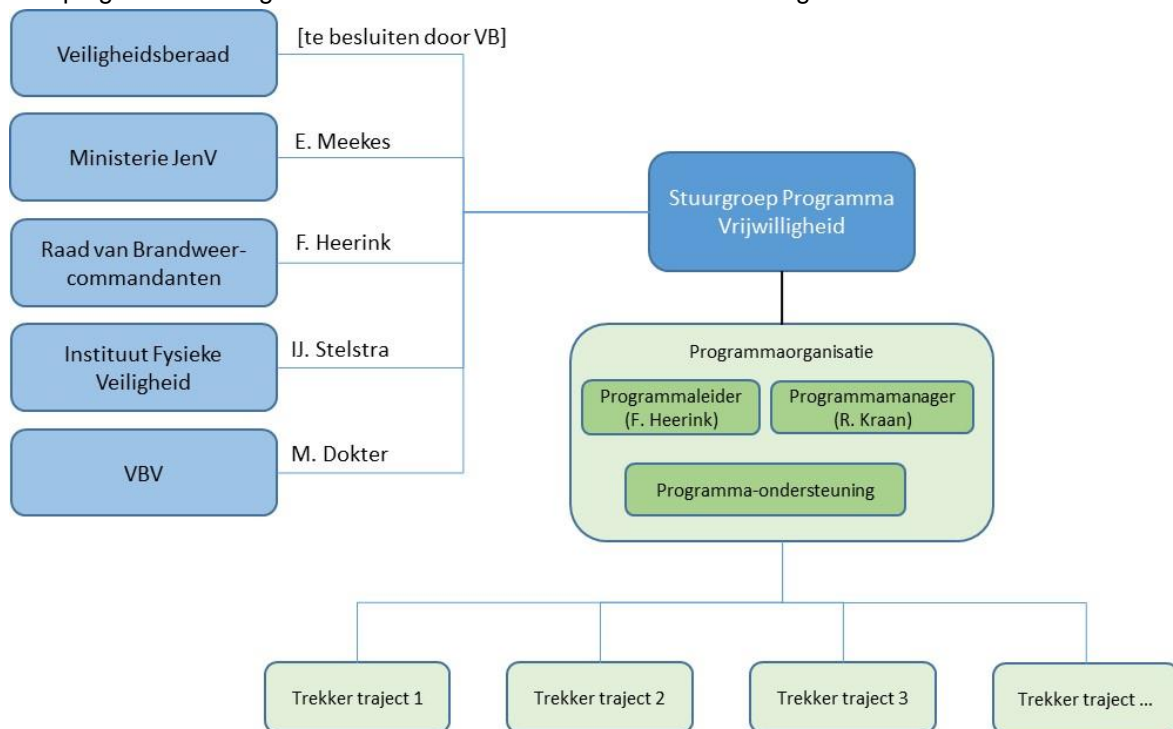 Veiligheidsberaad
[te besluiten door VB]
Ministerie JenV
E. Meekes
Raad van Brandweer-
commandanten
F. Heerink
Instituut Fysieke
Veiligheid
IJ. Stelstra
VBV
M. Dokter
Stuurgroep Programma
Vrijwilligheid
Programmaorganisatie
Programmaleider
(F. Heerink)
Programmamanager
(R. Kraan)
Programma-ondersteuning
Trekker traject 1
Trekker traject 2
Trekker traject 3
Trekker traject ...